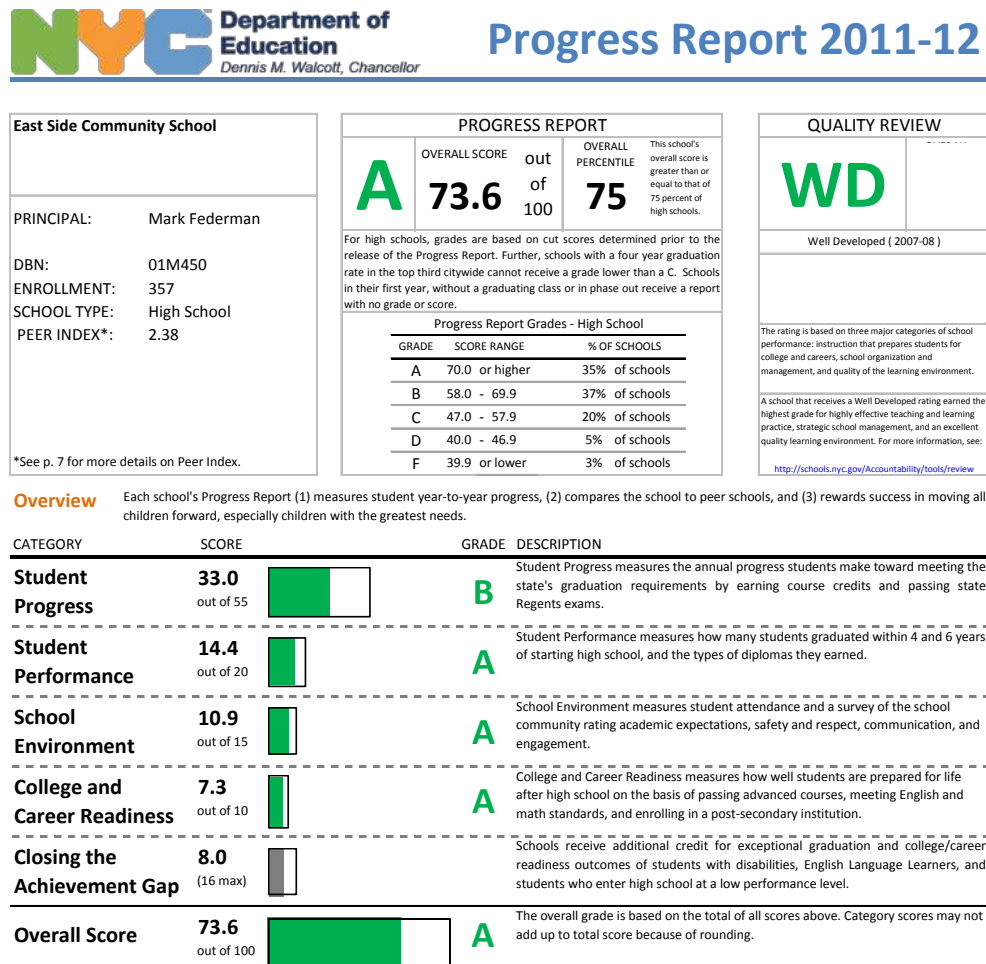 NYC
Department of
Education
Dennis M. Walcott, Chancellor
Progress Report 2011-12
East Side Community School
PRINCIPAL: Mark Federman
DBN: 01M450
ENROLLMENT: 357
SCHOOL TYPE: High School
PEER INDEX*: 2.38
*See p. 7 for more details on Peer Index.
PROGRESS REPORT
A
OVERALL SCORE
73.6
out
of
100
OVERALL
PERCENTILE
75
This school's
overall score is
greater than or
equal to that of
75 percent of
high schools.
For high schools, grades are based on cut scores determined prior to the
release of the Progress Report. Further, schools with a four year graduation
rate in the top third citywide cannot receive a grade lower than a C. Schools
in their first year, without a graduating class or in phase out receive a report
with no grade or score.
Progress Report Grades - High School
GRADE SCORE RANGE % OF SCHOOLS
A 70.0 or higher 35% of schools
B 58.0 - 69.9 37% of schools
C 47.0 - 57.9 20% of schools
D 40.0 - 46.9 5% of schools
F 39.9 or lower 3% of schools
QUALITY REVIEW
WD
Well Developed ( 2007-08 )
The rating is based on three major categories of school
performance: instruction that prepares students for
college and careers, school organization and
management, and quality of the learning environment.
A school that receives a Well Developed rating earned the
highest grade for highly effective teaching and learning
practice, strategic school management, and an excellent
quality learning environment. For more information, see:
http://schools.nyc.gov/Accountability/tools/review
Overview
Each school's Progress Report (1) measures student year-to-year progress, (2) compares the school to peer schools, and (3) rewards success in moving all
children forward, especially children with the greatest needs.
CATEGORY SCORE GRADE DESCRIPTION
Student
Progress
33.0
out of 55
B
Student Progress measures the annual progress students make toward meeting the
state's graduation requirements by earning course credits and passing state
Regents exams.
Student
Performance
14.4
out of 20
A
Student Performance measures how many students graduated within 4 and 6 years
of starting high school, and the types of diplomas they earned.
School
Environment
10.9
out of 15
A
School Environment measures student attendance and a survey of the school
community rating academic expectations, safety and respect, communication, and
engagement.
College and
Career Readiness
7.3
out of 10
A
College and Career Readiness measures how well students are prepared for life
after high school on the basis of passing advanced courses, meeting English and
math standards, and enrolling in a post-secondary institution.
Closing the
Achievement Gap
8.0
(16 max)
Schools receive additional credit for exceptional graduation and college/career
readiness outcomes of students with disabilities, English Language Learners, and
students who enter high school at a low performance level.
Overall Score
73.6
out of 100
A
The overall grade is based on the total of all scores above. Category scores may not
add up to total score because of rounding.